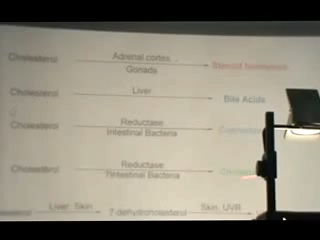 Cholesterol Adrenal cortex Steroid hormones
Gonads
Cholesterol Liver Bile Acids
Cholesterol Reductase
Intestinal Bacteria
Cholesterol Reductase
?Intestinal Bacteria
Liver, Skin 7-dehydrocholesterol Skin, UVR